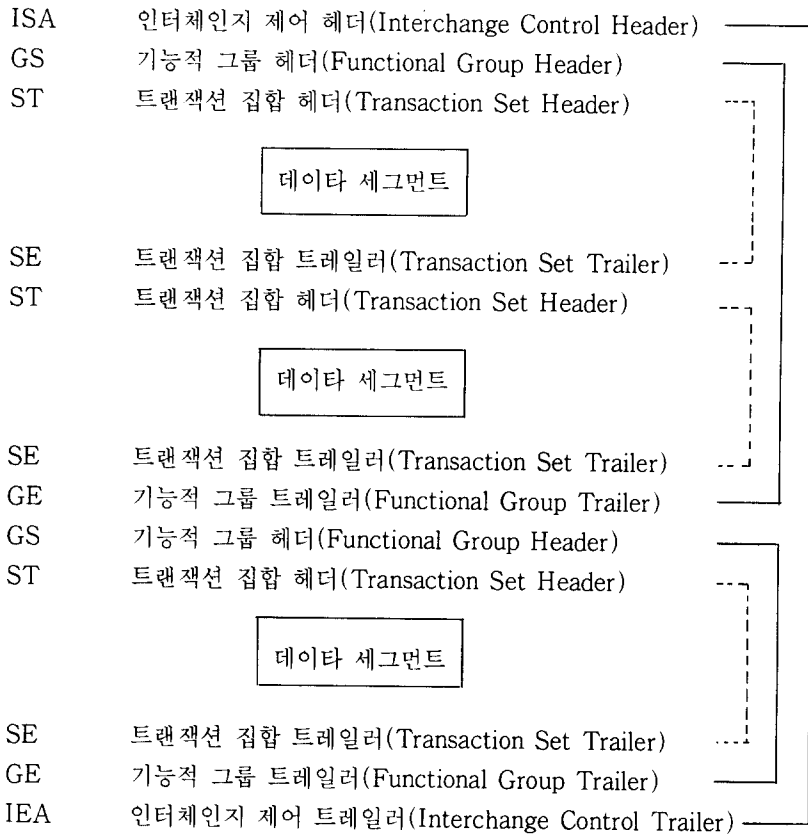 ISA 인터체인지 제어 헤더(Interchange Control Header)
GS 기능적 그룹 헤더(Functional Group Header)
ST 트랜잭션 집합 헤더(Transaction Set Header)
데이타 세그먼트
SE 트랜잭션 집합 트레일러(Transaction Set Trailer)
ST 트랜잭션 집합 헤더(Transaction Set Header)
데이타 세그먼트
SE 트랜잭션 집합 트레일러(Transaction Set Trailer)
GE 기능적 그룹 트레일러(Functional Group Trailer)
GS 기능적 그룹 헤더(Functional Group Header)
ST 트랜잭션 집합 헤더(Transaction Set Header)
데이타 세그먼트
SE 트랜잭션 집합 트레일러(Transaction Set Trailer)
GE 기능적 그룹 트레일러(Functional Group Trailer)
IEA 인터체인지 제어 트레일러(Interchange Control Trailer)